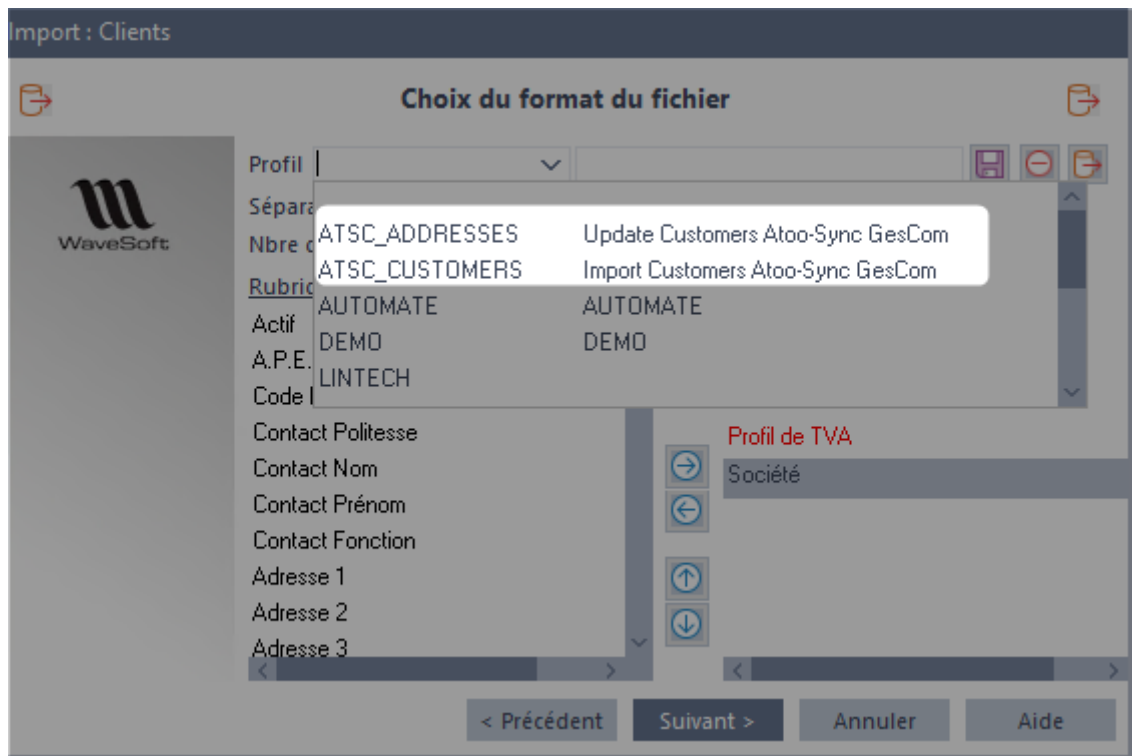 Import : Clients
Choix du format du fichier
WaveSoft
Profil
Sépara
ATSC_ADDRESSES Update Customers Atoo-Sync GesCom
Nbre
ATSC_CUSTOMERS Import Customers Atoo-Sync GesCom
Rubri
AUTOMATE AUTOMATE
Actif
DEMO DEMO
A.P.E.
LINTECH
Code
Contact Politesse
Profil de TVA
Contact Nom
Société
Contact Prénom
Contact Fonction
Adresse 1
Adresse 2
Adresse 3
< Précédent Suivant > Annuler Aide